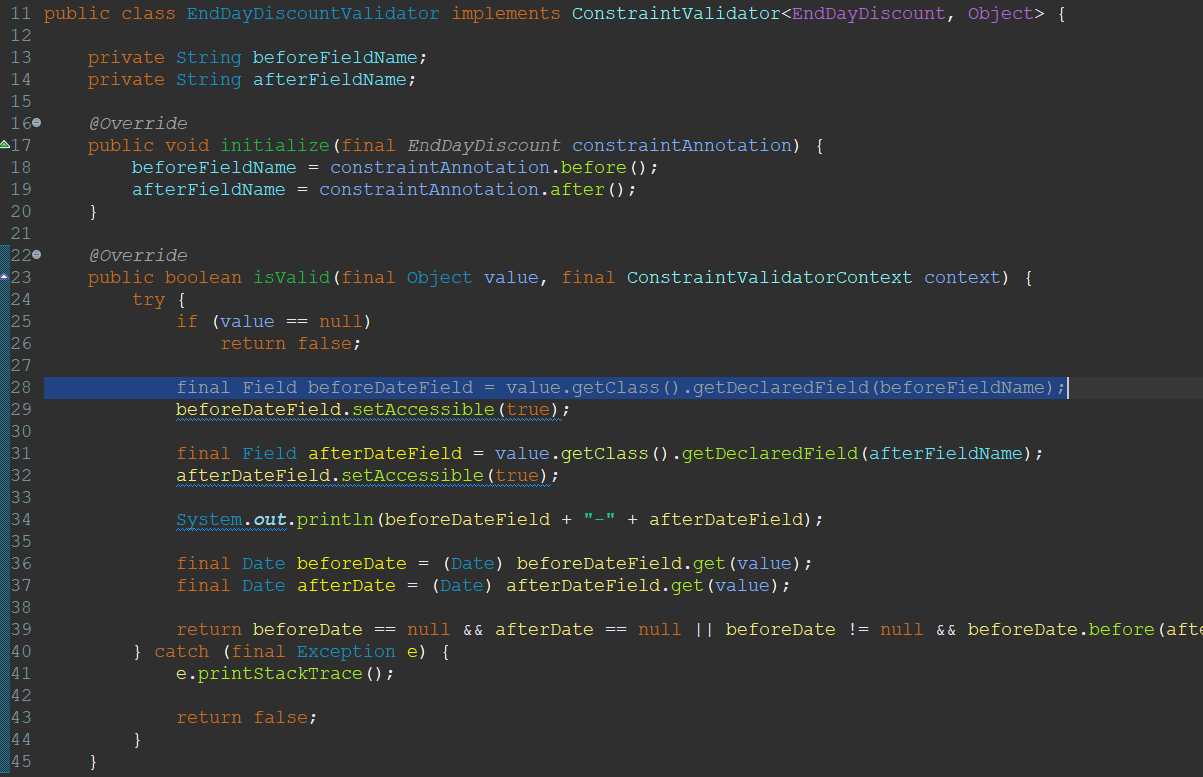 11 public class EndDayDiscountValidator implements ConstraintValidator<EndDayDiscount, Object> {
12
13     private String beforeFieldName;
14     private String afterFieldName;
15
16     @Override
17     public void initialize(final EndDayDiscount constraintAnnotation) {
18         beforeFieldName = constraintAnnotation.before();
19         afterFieldName = constraintAnnotation.after();
20     }
21
22     @Override
23     public boolean isValid(final Object value, final ConstraintValidatorContext context) {
24         try {
25             if (value == null)
26                 return false;
27
28             final Field beforeDateField = value.getClass().getDeclaredField(beforeFieldName);
29             beforeDateField.setAccessible(true);
30
31             final Field afterDateField = value.getClass().getDeclaredField(afterFieldName);
32             afterDateField.setAccessible(true);
33
34             System.out.println(beforeDateField + "-" + afterDateField);
35
36             final Date beforeDate = (Date) beforeDateField.get(value);
37             final Date afterDate = (Date) afterDateField.get(value);
38
39             return beforeDate == null && afterDate == null || beforeDate != null && beforeDate.before(afte
40         } catch (final Exception e) {
41             e.printStackTrace();
42
43             return false;
44         }
45     }